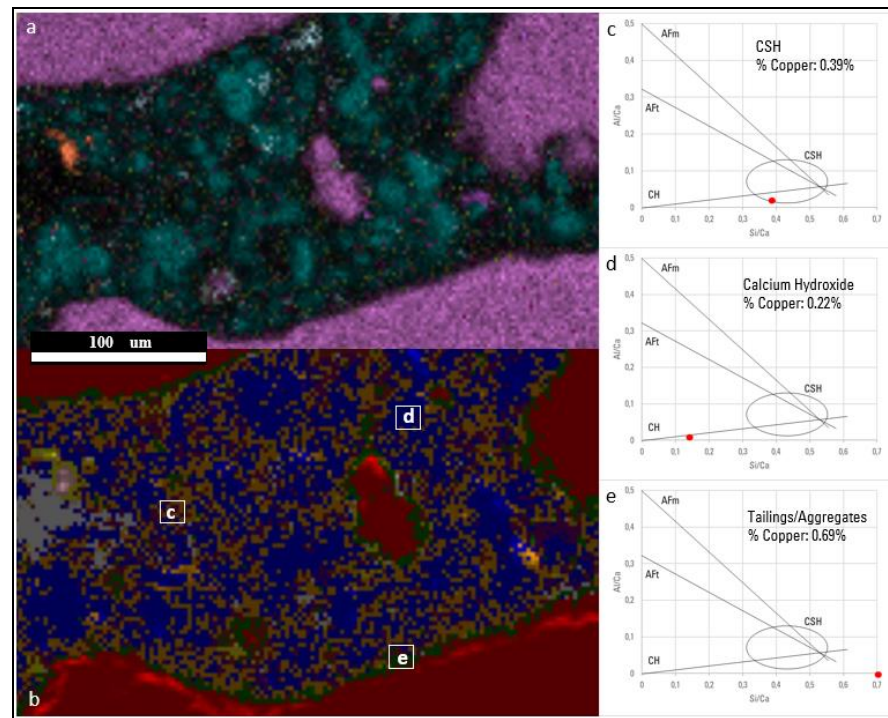 a
100 um
b
c
d
e
c
CSH
% Copper: 0.39%
AFm
AFt
CH
CSH
Al/Ca
0,5
0,4
0,3
0,2
0,1
0
0 0,1 0,2 0,3 0,4 0,5 0,6 0,7
Si/Ca
d
Calcium Hydroxide
% Copper: 0.22%
AFm
AFt
CH
CSH
Al/Ca
0,5
0,4
0,3
0,2
0,1
0
0 0,1 0,2 0,3 0,4 0,5 0,6 0,7
Si/Ca
e
Tailings/Aggregates
% Copper: 0.69%
AFm
AFt
CH
CSH
Al/Ca
0,5
0,4
0,3
0,2
0,1
0
0 0,1 0,2 0,3 0,4 0,5 0,6 0,7
Si/Ca